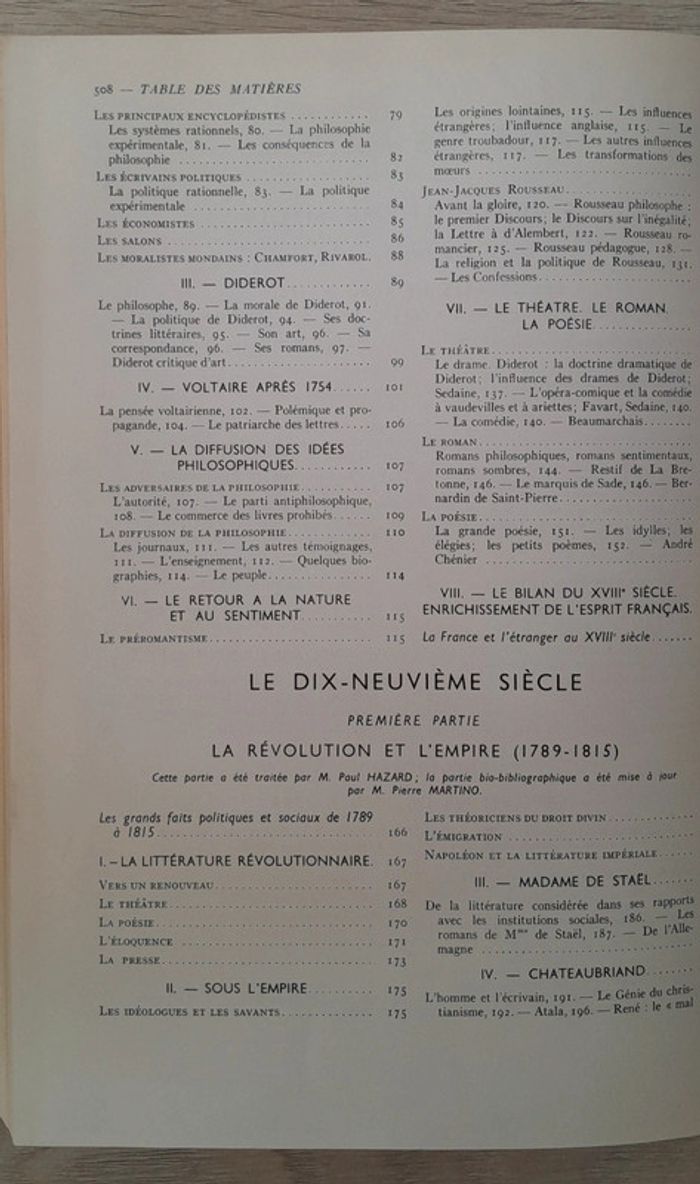 508 — TABLE DES MATIÈRES
LES PRINCIPAUX ENCYCLOPÉDISTES ............ 79
Les systèmes rationnels, 80. — La philosophie
expérimentale, 81. — Les conséquences de la
philosophie ................................ 82
LES ÉCRIVAINS POLITIQUES .................. 83
La politique rationnelle, 83. — La politique
expérimentale .............................. 84
LES ÉCONOMISTES ........................... 85
LES SALONS ................................ 86
LES MORALISTES MONDAINS : CHAMFORT, RIVAROL. 88
III. — DIDEROT ............ 89
Le philosophe, 89. — La morale de Diderot, 91.
— La politique de Diderot, 94. — Ses doc-
trines littéraires, 95. — Son art, 96. — Sa
correspondance, 96. — Ses romans, 97. —
Diderot critique d'art ..................... 99
IV. — VOLTAIRE APRÈS 1754 ...... 101
La pensée voltairienne, 102. — Polémique et pro-
pagande, 104. — Le patriarche des lettres ..... 106
V. — LA DIFFUSION DES IDÉES
PHILOSOPHIQUES ............ 107
LES ADVERSAIRES DE LA PHILOSOPHIE .......... 107
L'autorité, 107. — Le parti antiphilosophique,
108. — Le commerce des livres prohibés ...... 109
LA DIFFUSION DE LA PHILOSOPHIE ............. 110
Les journaux, 111. — Les autres témoignages,
111. — L'enseignement, 112. — Quelques bio-
graphies, 114. — Le peuple ................. 114
VI. — LE RETOUR A LA NATURE
ET AU SENTIMENT .......... 115
LE PRÉROMANTISME .......................... 115
Les origines lointaines, 115. — Les influences
étrangères; l'influence anglaise, 115. — Le
genre troubadour, 117. — Les autres influences
étrangères, 117. — Les transformations des
mœurs ................................
JEAN-JACQUES ROUSSEAU ...................
Avant la gloire, 120. — Rousseau philosophe :
le premier Discours; le Discours sur l'inégalité;
la Lettre à d'Alembert, 122. — Rousseau ro-
mancier, 125. — Rousseau pédagogue, 128. —
La religion et la politique de Rousseau, 131.
— Les Confessions .......................
VII. — LE THÉATRE. LE ROMAN.
LA POÉSIE ..............
LE THÉATRE ..............................
Le drame. Diderot : la doctrine dramatique de
Diderot; l'influence des drames de Diderot;
Sedaine, 137. — L'opéra-comique et la comédie
à vaudevilles et à ariettes; Favart, Sedaine, 140.
— La comédie, 140. — Beaumarchais ........
LE ROMAN ................................
Romans philosophiques, romans sentimentaux,
romans sombres, 144. — Restif de La Bre-
tonne, 146. — Le marquis de Sade, 146. — Ber-
nardin de Saint-Pierre ...................
LA POÉSIE ...............................
La grande poésie, 151. — Les idylles; les
élégies; les petits poèmes, 152. — André
Chénier .................................
VIII. — LE BILAN DU XVIIIe SIÈCLE.
ENRICHISSEMENT DE L'ESPRIT FRANÇAIS.
La France et l'étranger au XVIIIe siècle .......
LE DIX-NEUVIÈME SIÈCLE
PREMIÈRE PARTIE
LA RÉVOLUTION ET L'EMPIRE (1789-1815)
Cette partie a été traitée par M. Paul HAZARD; la partie bio-bibliographique a été mise à jour
par M. Pierre MARTINO.
Les grands faits politiques et sociaux de 1789
à 1815 .................................. 166
I. – LA LITTÉRATURE RÉVOLUTIONNAIRE. 167
VERS UN RENOUVEAU ....................... 167
LE THÉATRE .............................. 168
LA POÉSIE ............................... 170
L'ÉLOQUENCE ............................. 171
LA PRESSE ............................... 173
II. — SOUS L'EMPIRE .......... 175
LES IDÉOLOGUES ET LES SAVANTS ............. 175
LES THÉORICIENS DU DROIT DIVIN ............
L'ÉMIGRATION ............................
NAPOLÉON ET LA LITTÉRATURE IMPÉRIALE .....
III. — MADAME DE STAËL ......
De la littérature considérée dans ses rapports
avec les institutions sociales, 186. — Les
romans de Mme de Staël, 187. — De l'Alle-
magne ..................................
IV. — CHATEAUBRIAND .......
L'homme et l'écrivain, 191. — Le Génie du chris-
tianisme, 192. — Atala, 196. — René : le « mal